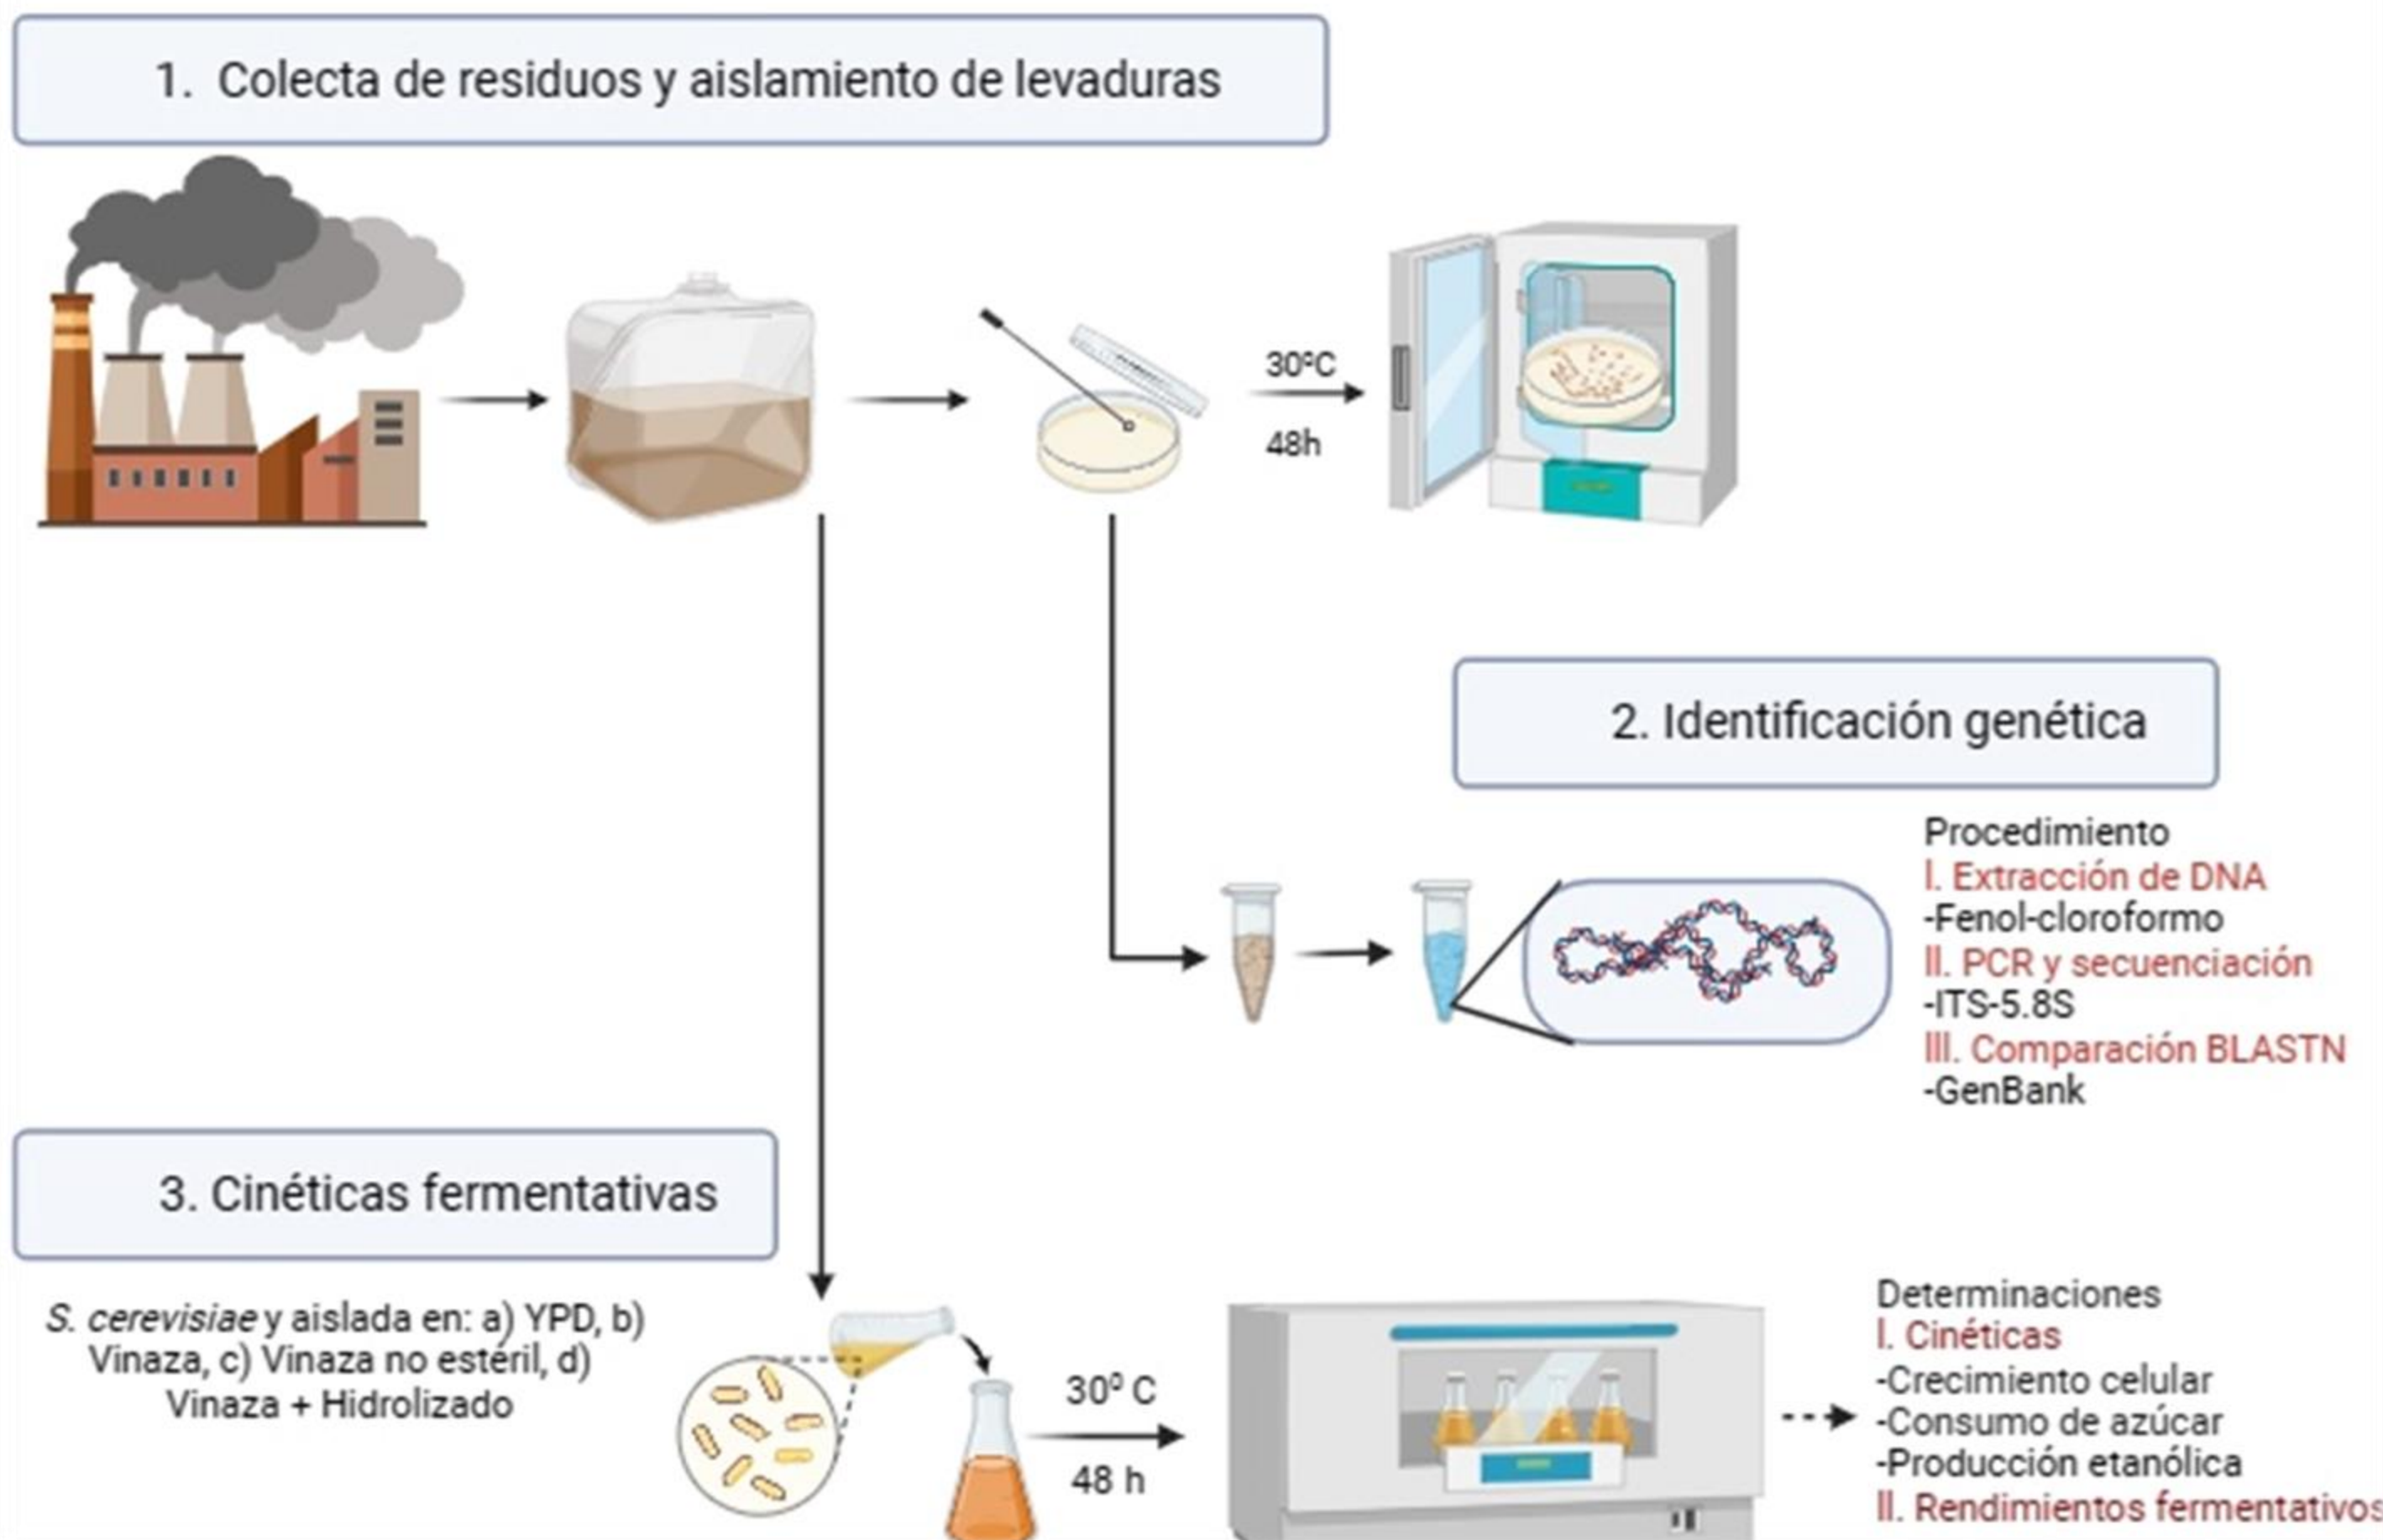 1. Colecta de residuos y aislamiento de levaduras
30ºC
48h
2. Identificación genética
Procedimiento
I. Extracción de DNA
-Fenol-cloroformo
II. PCR y secuenciación
-ITS-5.8S
III. Comparación BLASTN
-GenBank
3. Cinéticas fermentativas
S. cerevisiae y aislada en: a) YPD, b)
Vinaza, c) Vinaza no estéril, d)
Vinaza + Hidrolizado
30º C
48 h
Determinaciones
I. Cinéticas
-Crecimiento celular
-Consumo de azúcar
-Producción etanólica
II. Rendimientos fermentativos